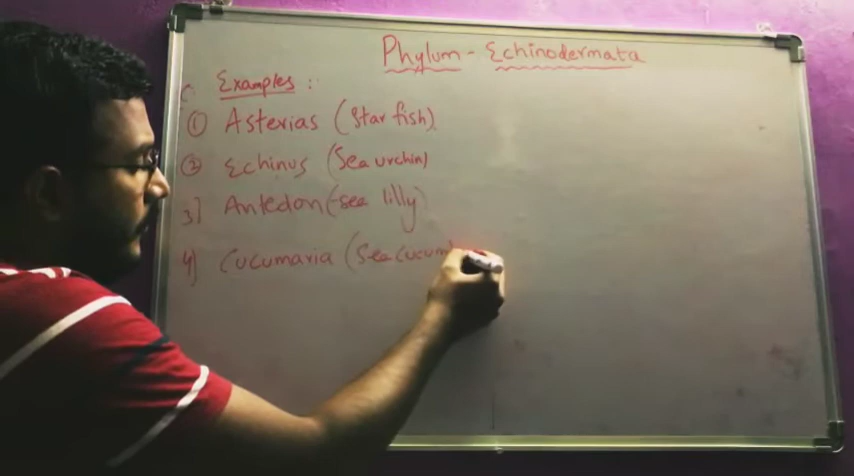 Phylum - Echinodermata
Examples :
① Asterias (Star fish)
② Echinus (Sea urchin)
3] Antedon (sea lilly)
4] Cucumaria (Sea Cucum